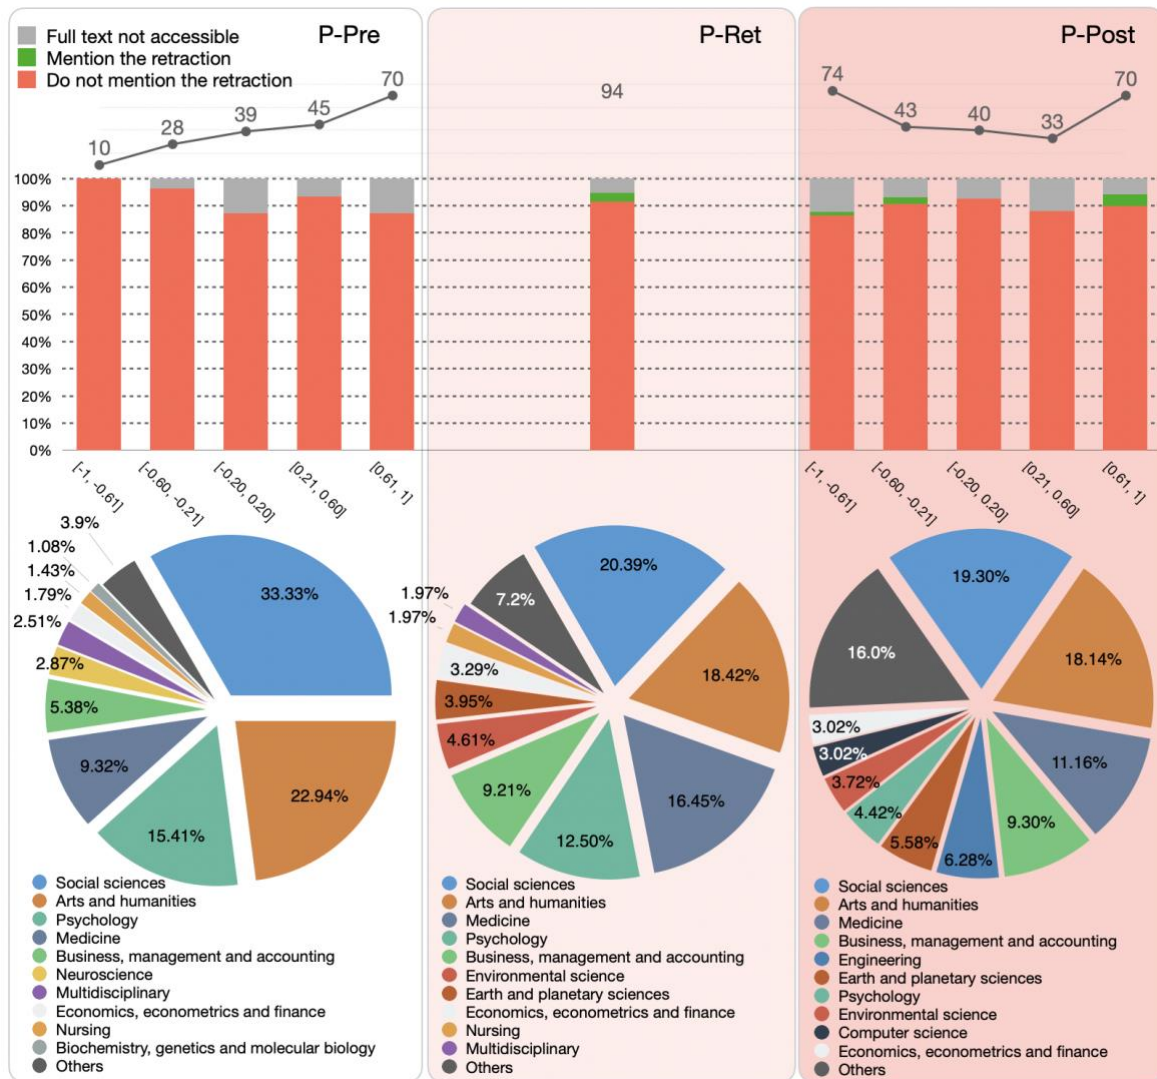 P-Pre
Full text not accessible
Mention the retraction
Do not mention the retraction
10
28
39
45
70
100%
90%
80%
70%
60%
50%
40%
30%
20%
10%
0%
[-1, -0.61]
[-0.60, -0.21]
[-0.20, 0.20]
[0.21, 0.60]
[0.61, 1]
3.9%
1.08%
1.43%
1.79%
2.51%
2.87%
5.38%
9.32%
15.41%
22.94%
33.33%
Social sciences
Arts and humanities
Psychology
Medicine
Business, management and accounting
Neuroscience
Multidisciplinary
Economics, econometrics and finance
Nursing
Biochemistry, genetics and molecular biology
Others
P-Ret
94
20.39%
18.42%
16.45%
12.50%
9.21%
4.61%
3.95%
3.29%
1.97%
1.97%
7.2%
Social sciences
Arts and humanities
Medicine
Psychology
Business, management and accounting
Environmental science
Earth and planetary sciences
Economics, econometrics and finance
Nursing
Multidisciplinary
Others
P-Post
74
43
40
33
70
[-1, -0.61]
[-0.60, -0.21]
[-0.20, 0.20]
[0.21, 0.60]
[0.61, 1]
19.30%
18.14%
11.16%
9.30%
6.28%
5.58%
4.42%
3.72%
3.02%
3.02%
16.0%
Social sciences
Arts and humanities
Medicine
Business, management and accounting
Engineering
Earth and planetary sciences
Psychology
Environmental science
Computer science
Economics, econometrics and finance
Others